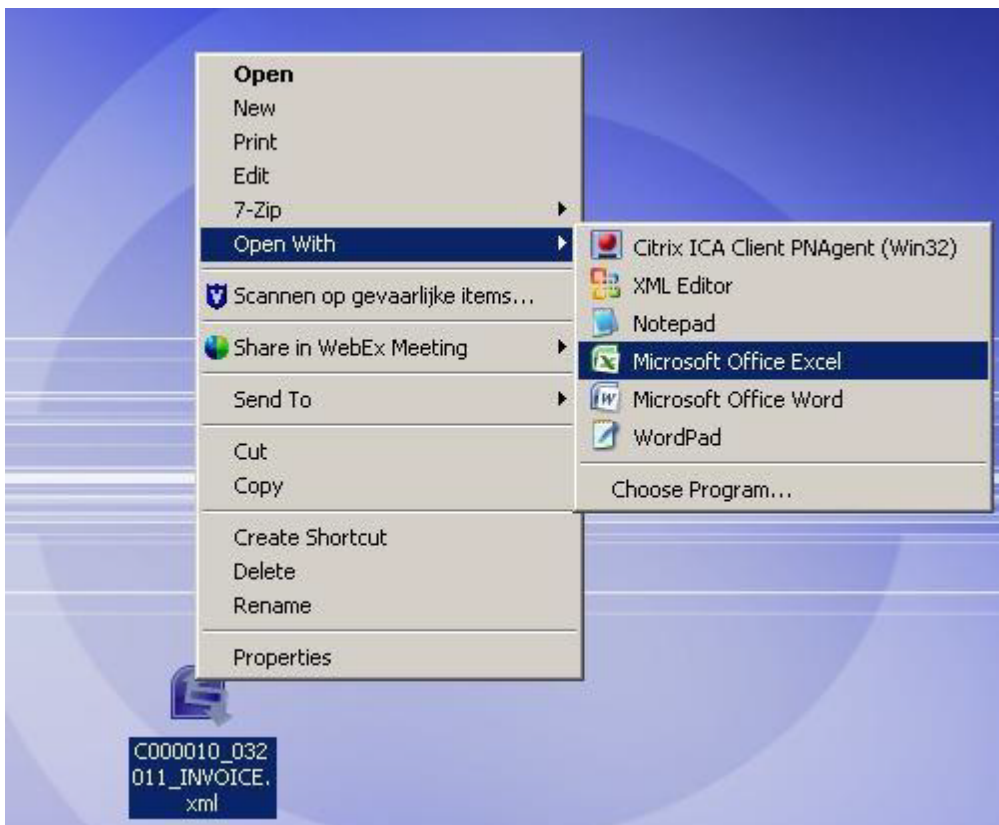 Open
New
Print
Edit
7-Zip
Open With
Scannen op gevaarlijke items...
Share in WebEx Meeting
Send To
Cut
Copy
Create Shortcut
Delete
Rename
Properties
Citrix ICA Client PNAgent (Win32)
XML Editor
Notepad
Microsoft Office Excel
Microsoft Office Word
WordPad
Choose Program...
C000010_032
011_INVOICE.
xml